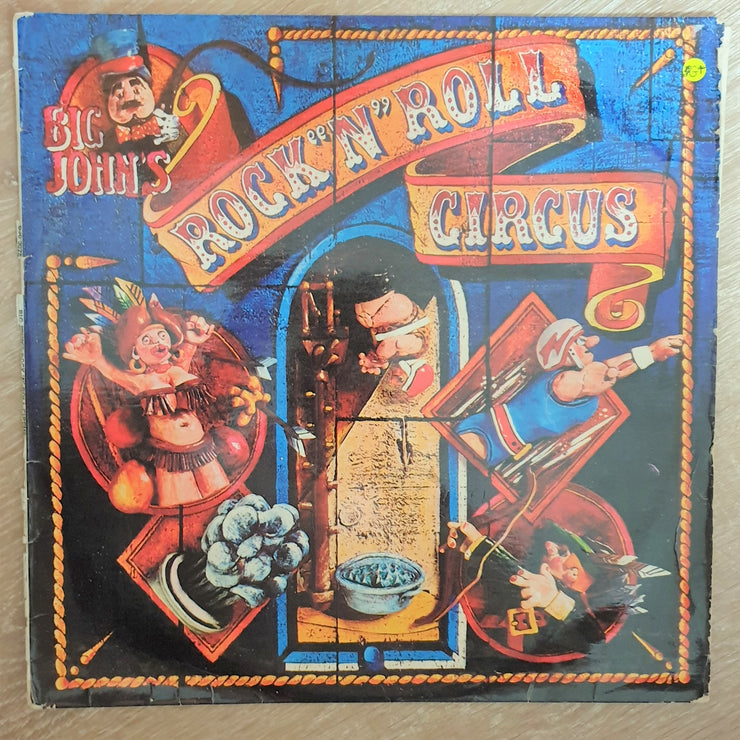 BIG
JOHN'S
ROCK"N"ROLL
CIRCUS